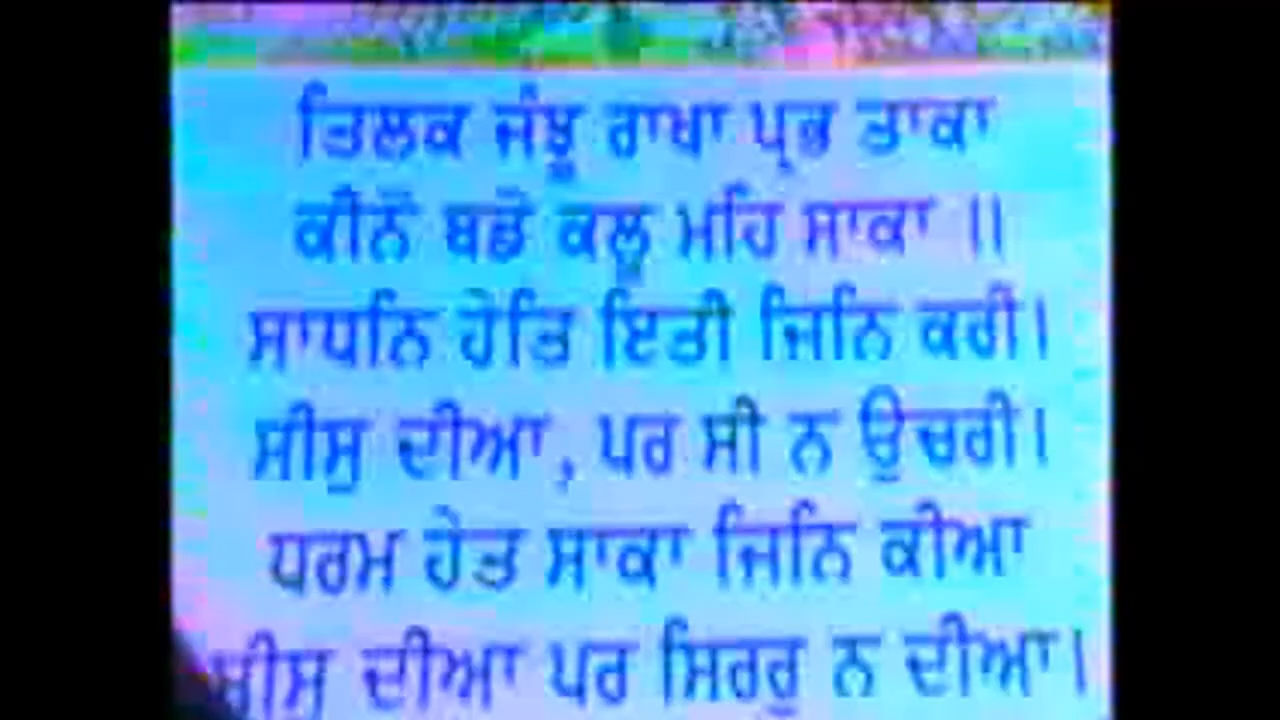 ਤਿਲਕ ਜੰਝੂ ਰਾਖਾ ਪ੍ਰਭ ਤਾਕਾ
ਕੀਨੋ ਬਡੋ ਕਲੂ ਮਹਿ ਸਾਕਾ ॥
ਸਾਧਨਿ ਹੇਤਿ ਇਤੀ ਜਿਨਿ ਕਰੀ।
ਸੀਸੁ ਦੀਆ, ਪਰ ਸੀ ਨ ਉਚਰੀ।
ਧਰਮ ਹੇਤ ਸਾਕਾ ਜਿਨਿ ਕੀਆ
ਸੀਸੁ ਦੀਆ ਪਰ ਸਿਰਰੁ ਨ ਦੀਆ।